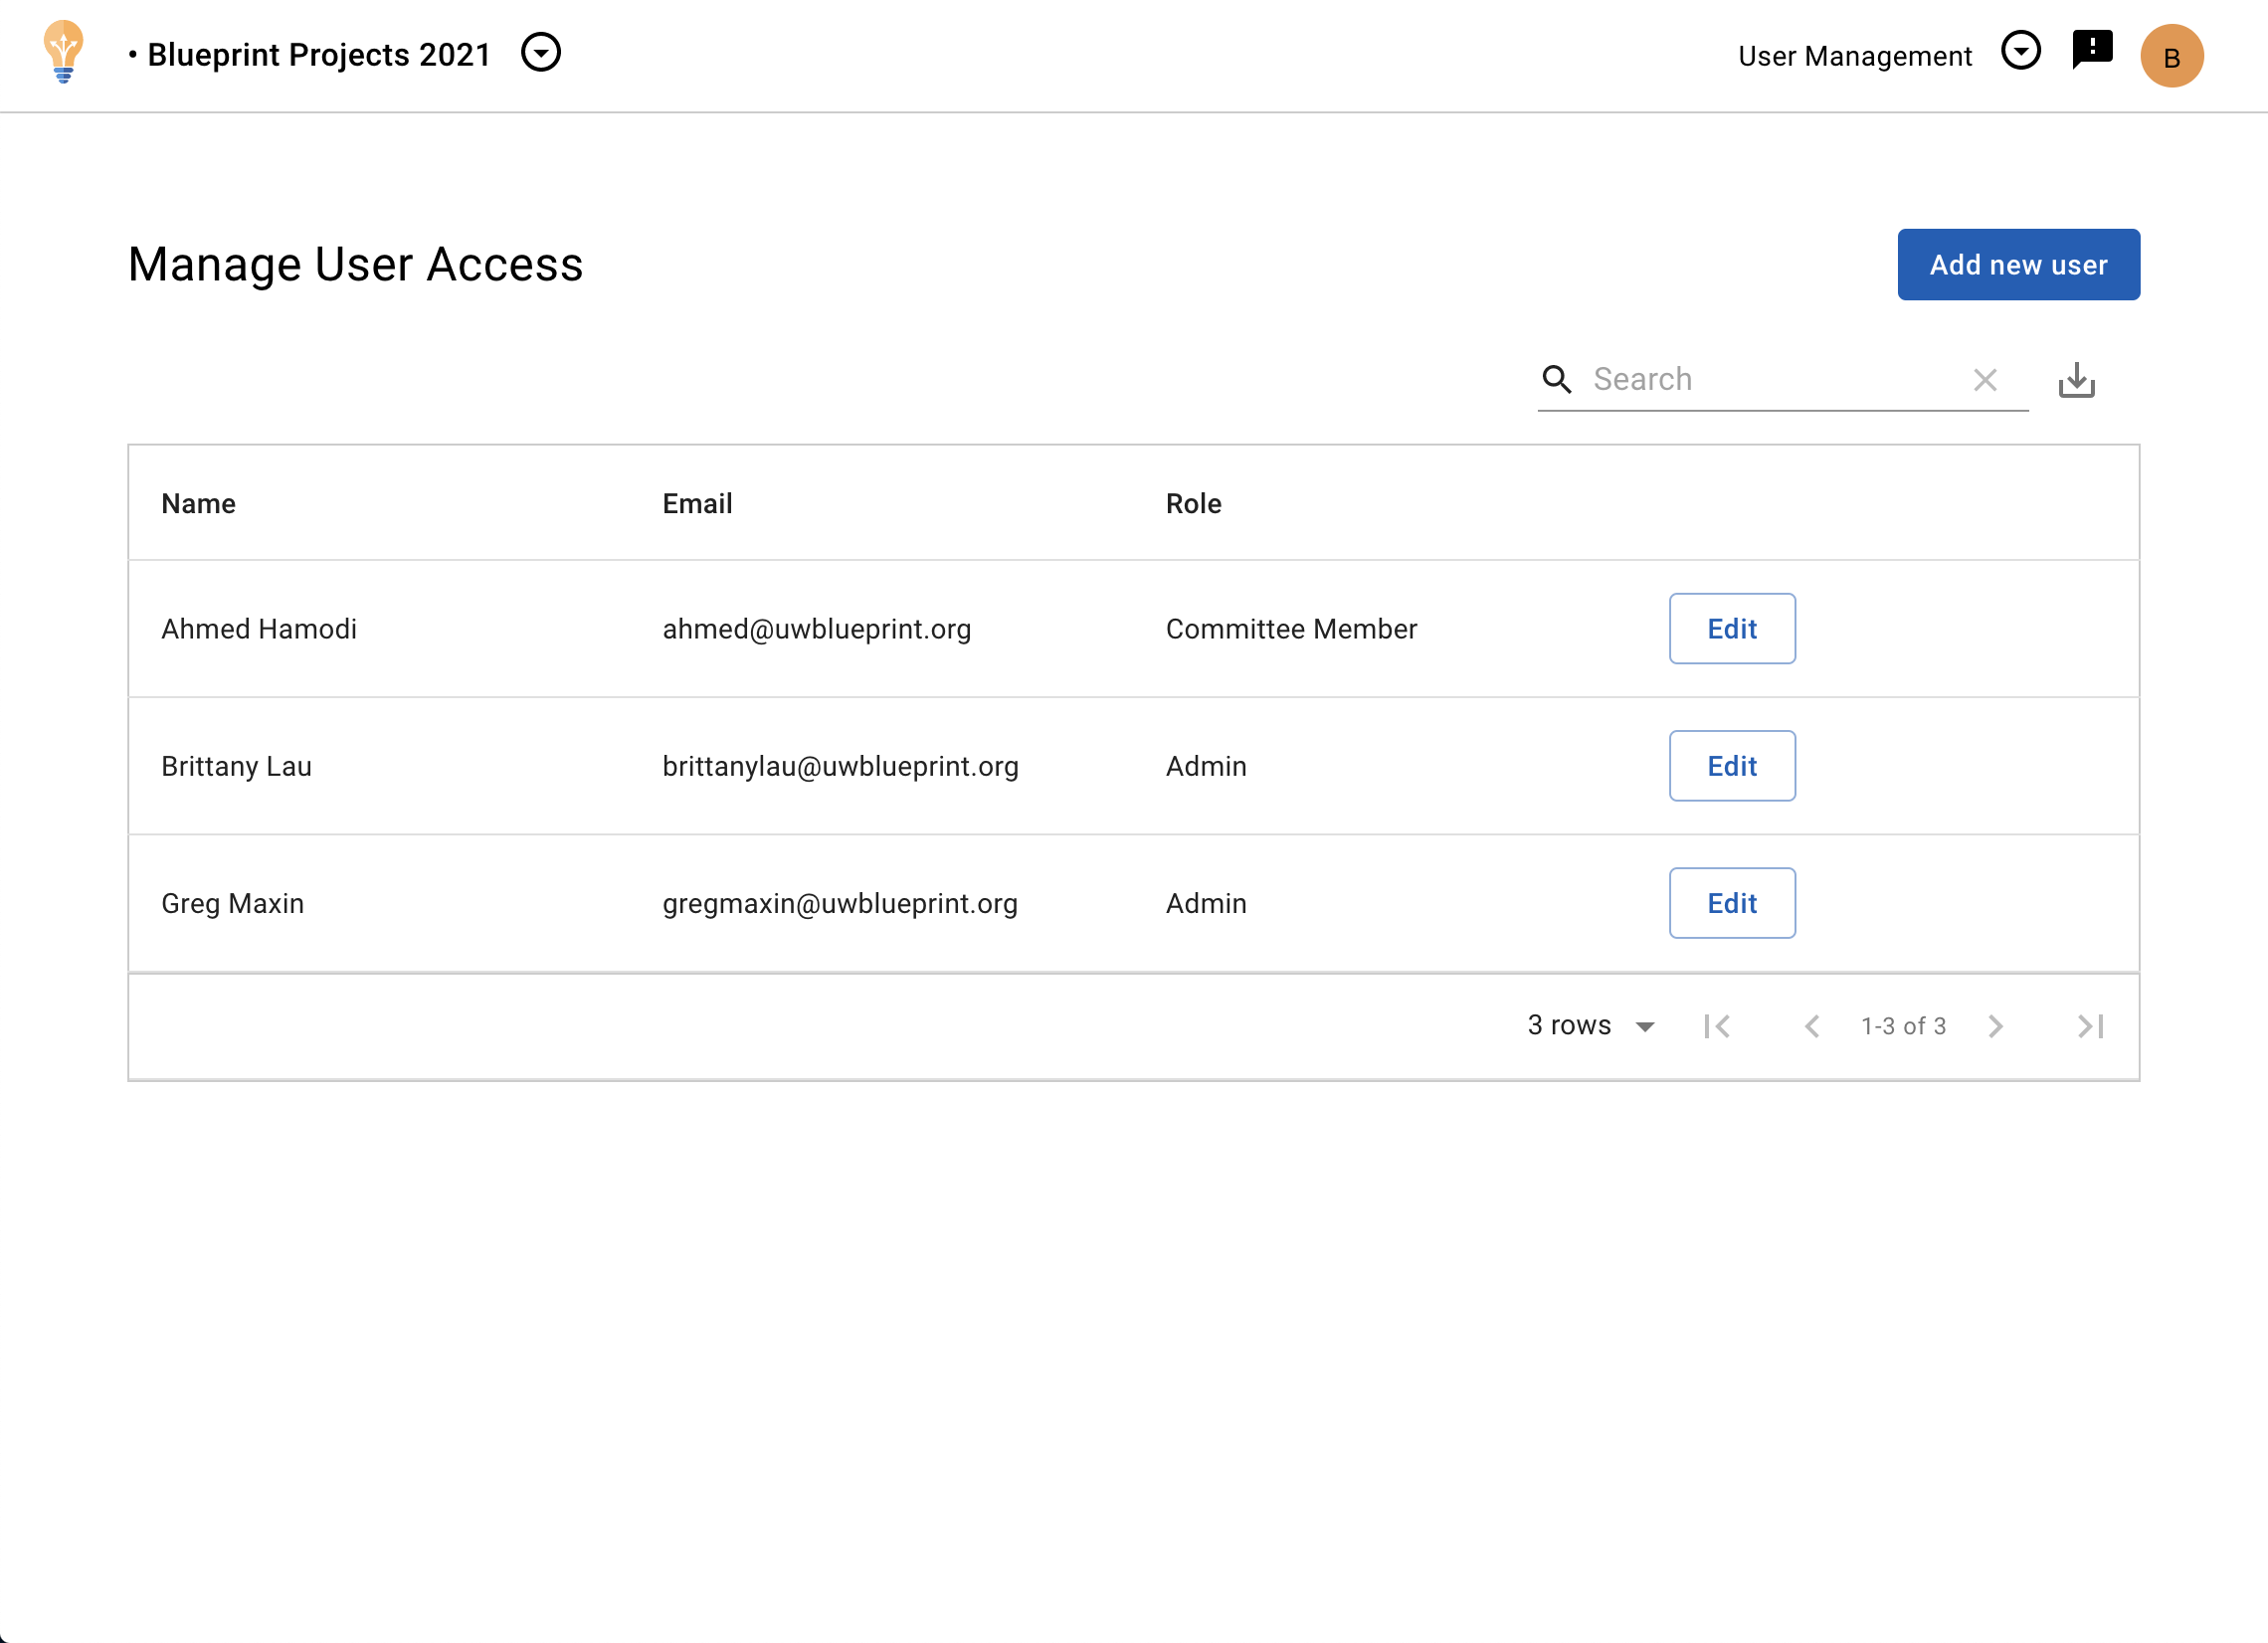 • Blueprint Projects 2021
User Management
B
Manage User Access
Add new user
Search
Name Email Role
Ahmed Hamodi ahmed@uwblueprint.org Committee Member Edit
Brittany Lau brittanylau@uwblueprint.org Admin Edit
Greg Maxin gregmaxin@uwblueprint.org Admin Edit
3 rows 1-3 of 3